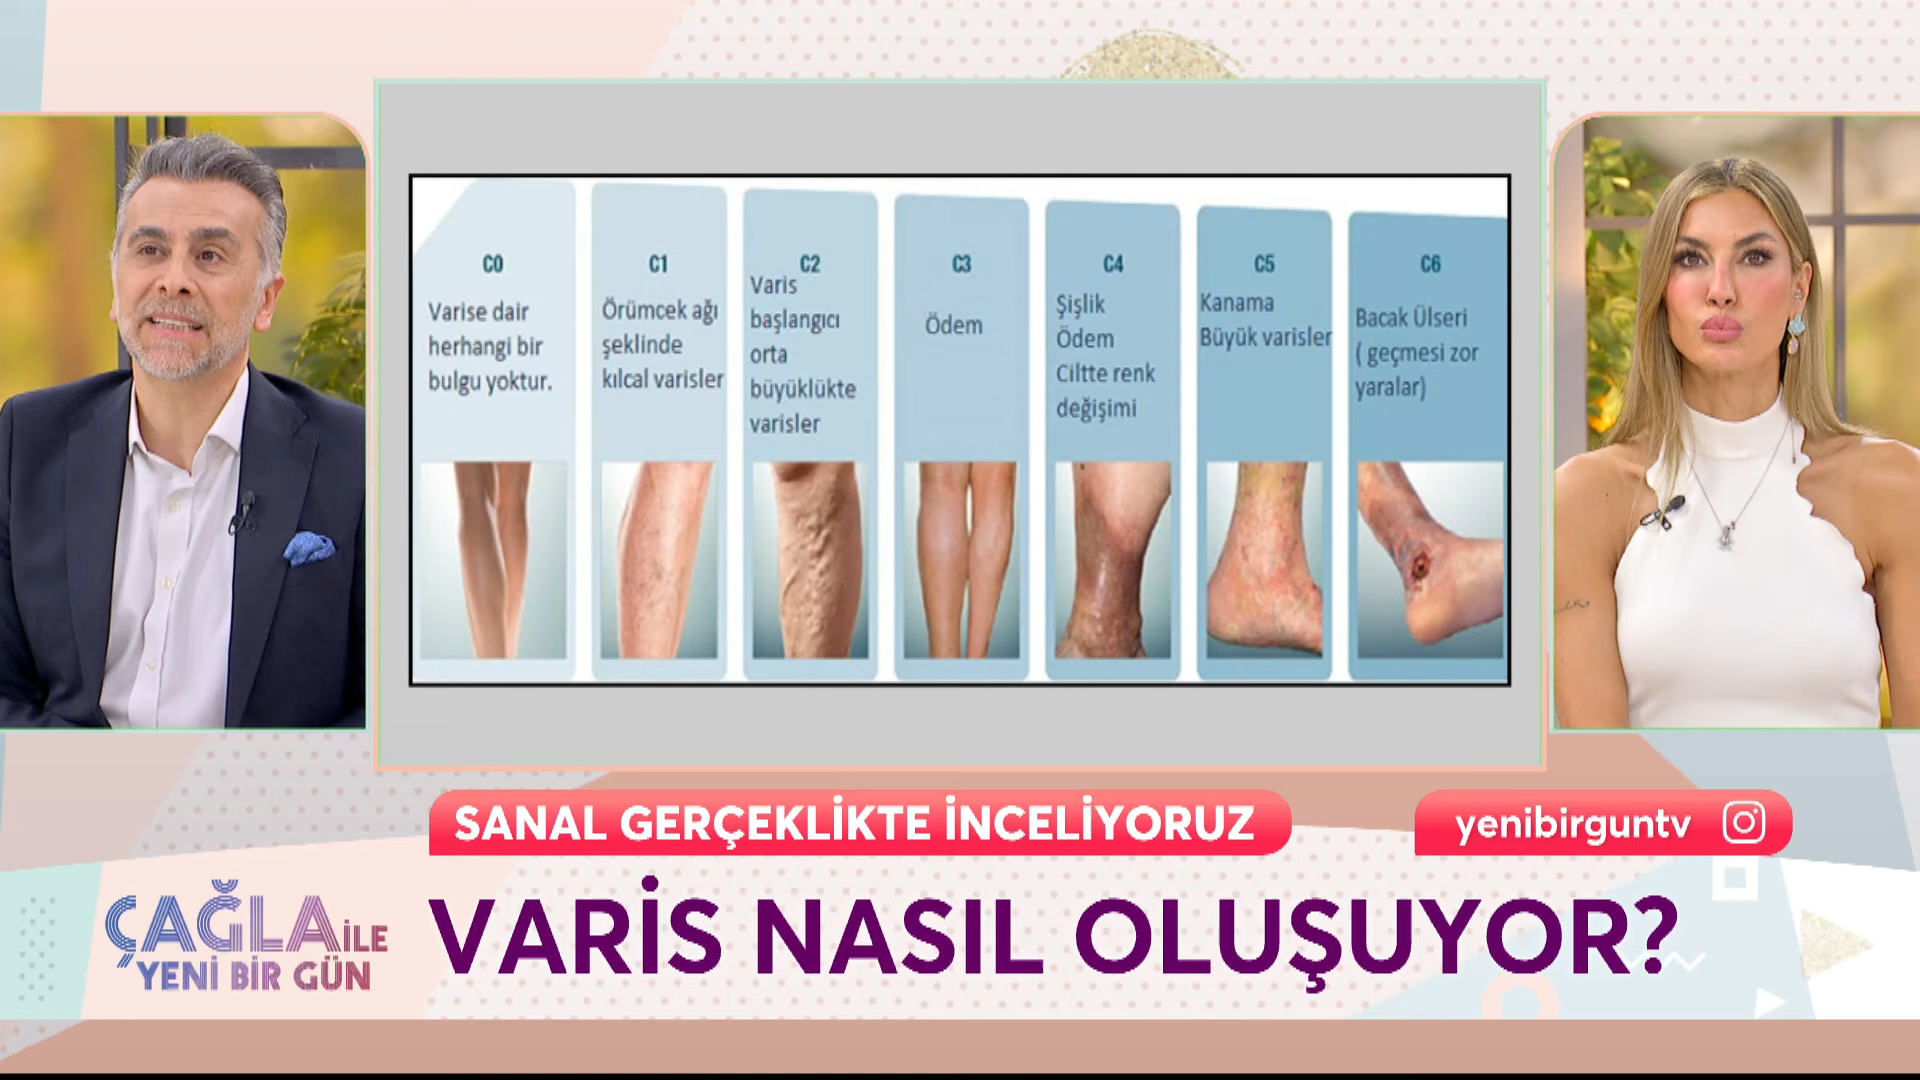 C0
Varise dair
herhangi bir
bulgu yoktur.
C1
Örümcek ağı
şeklinde
kılcal varisler
C2
Varis
başlangıcı
orta
büyüklükte
varisler
C3
Ödem
C4
Şişlik
Ödem
Ciltte renk
değişimi
C5
Kanama
Büyük varisler
C6
Bacak Ülseri
( geçmesi zor
yaralar)
SANAL GERÇEKLİKTE İNCELİYORUZ
yenibirguntv
ÇAĞLA İLE
YENİ BİR GÜN
VARİS NASIL OLUŞUYOR?